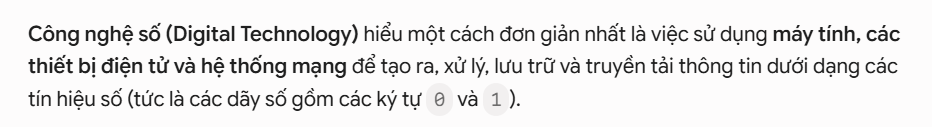 Công nghệ số (Digital Technology) hiểu một cách đơn giản nhất là việc sử dụng máy tính, các
thiết bị điện tử và hệ thống mạng để tạo ra, xử lý, lưu trữ và truyền tải thông tin dưới dạng các
tín hiệu số (tức là các dãy số gồm các ký tự 0 và 1 ).